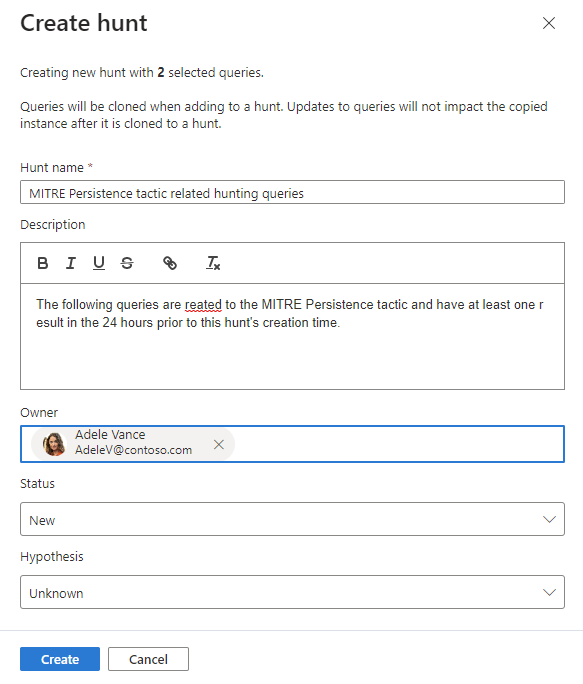 Create hunt
Creating new hunt with 2 selected queries.
Queries will be cloned when adding to a hunt. Updates to queries will not impact the copied
instance after it is cloned to a hunt.
Hunt name *
MITRE Persistence tactic related hunting queries
Description
B I U S Tx
The following queries are reated to the MITRE Persistence tactic and have at least one r
esult in the 24 hours prior to this hunt's creation time.
Owner
Adele Vance
AdeleV@contoso.com
Status
New
Hypothesis
Unknown
Create Cancel